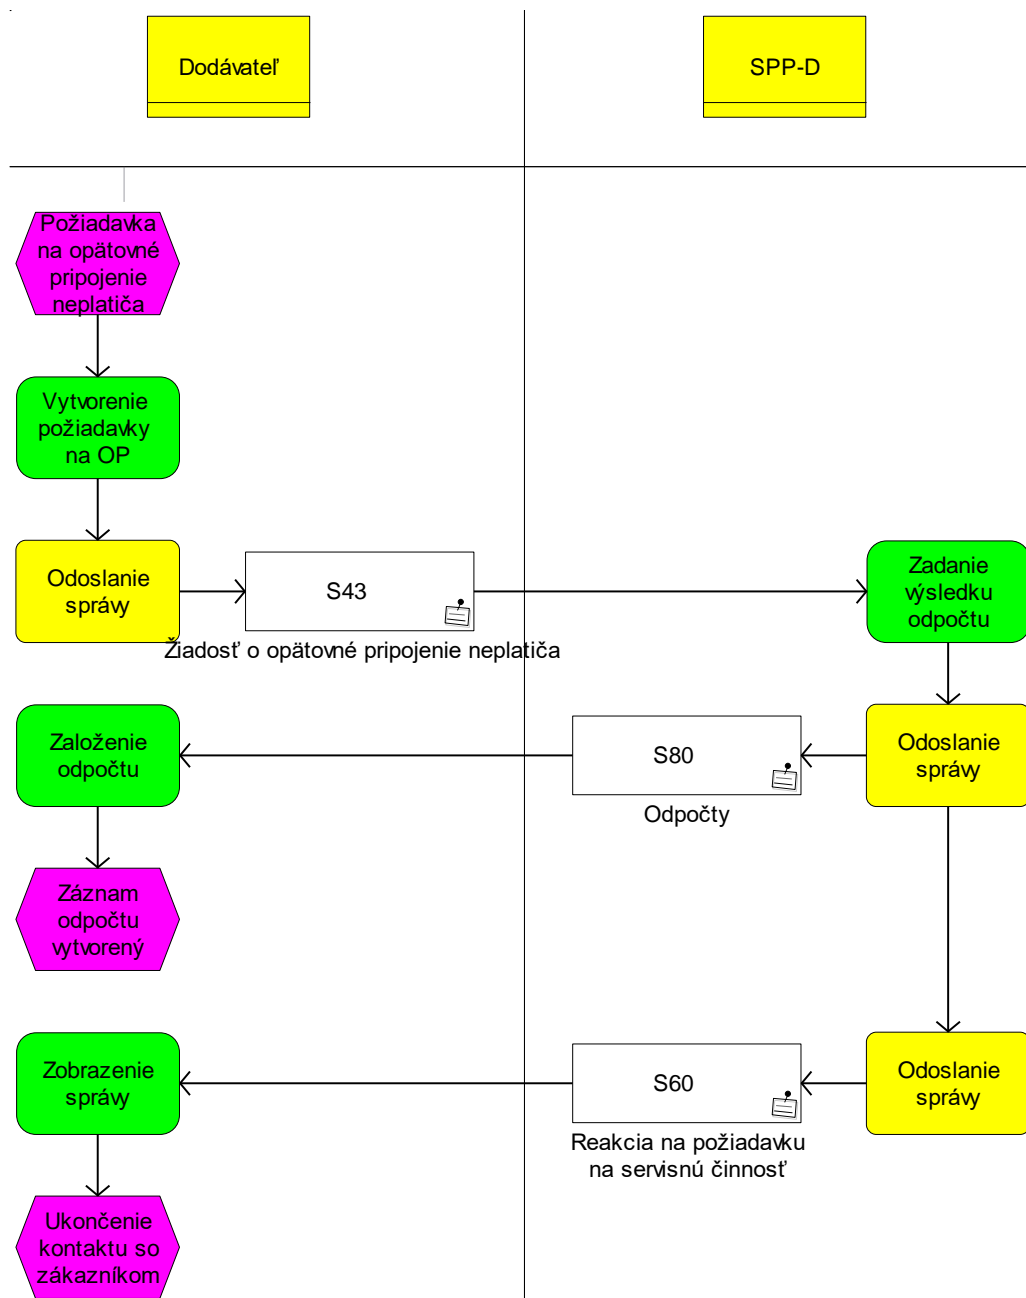 Dodávateľ
SPP-D
Požiadavka
na opätovné
pripojenie
neplatiča
Vytvorenie
požiadavky
na OP
Odoslanie
správy
S43
Žiadosť o opätovné pripojenie neplatiča
Zadanie
výsledku
odpočtu
Založenie
odpočtu
S80
Odpočty
Odoslanie
správy
Záznam
odpočtu
vytvorený
Zobrazenie
správy
S60
Reakcia na požiadavku
na servisnú činnosť
Odoslanie
správy
Ukončenie
kontaktu so
zákazníkom